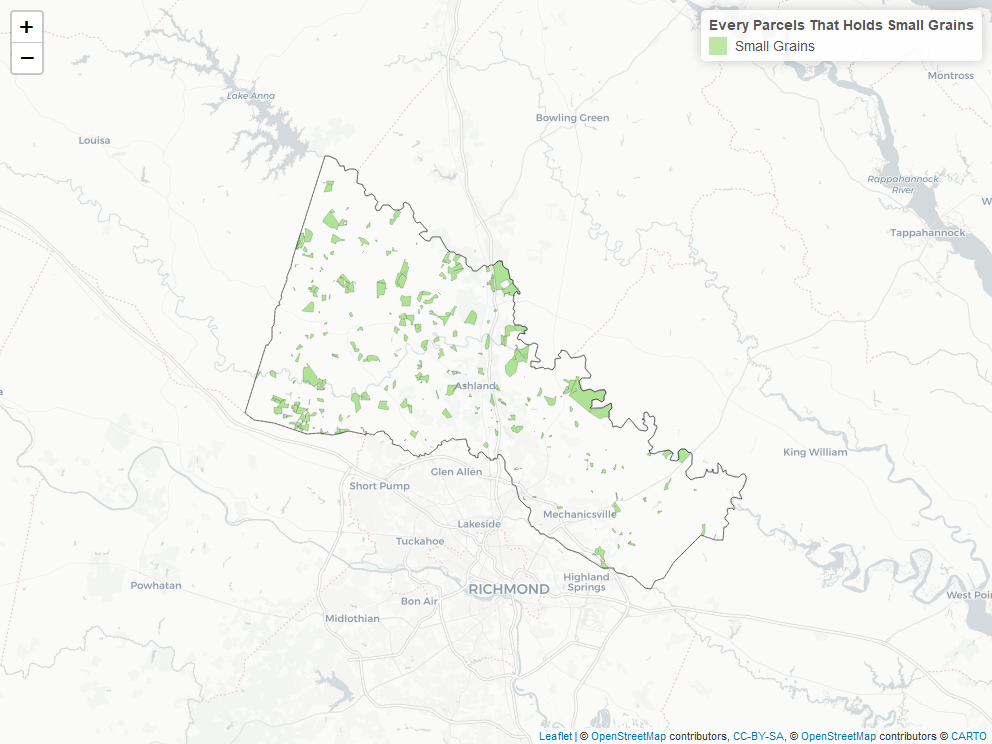 +
−
Every Parcels That Holds Small Grains
Small Grains
Montross
Lake Anna
Bowling Green
Louisa
Rappahannock
River
Tappahannock
Ashland
King William
Glen Allen
Short Pump
Mechanicsville
Lakeside
Tuckahoe
Powhatan
RICHMOND
Highland
Springs
West Poi
Bon Air
Midlothian
Leaflet | © OpenStreetMap contributors, CC-BY-SA, © OpenStreetMap contributors © CARTO